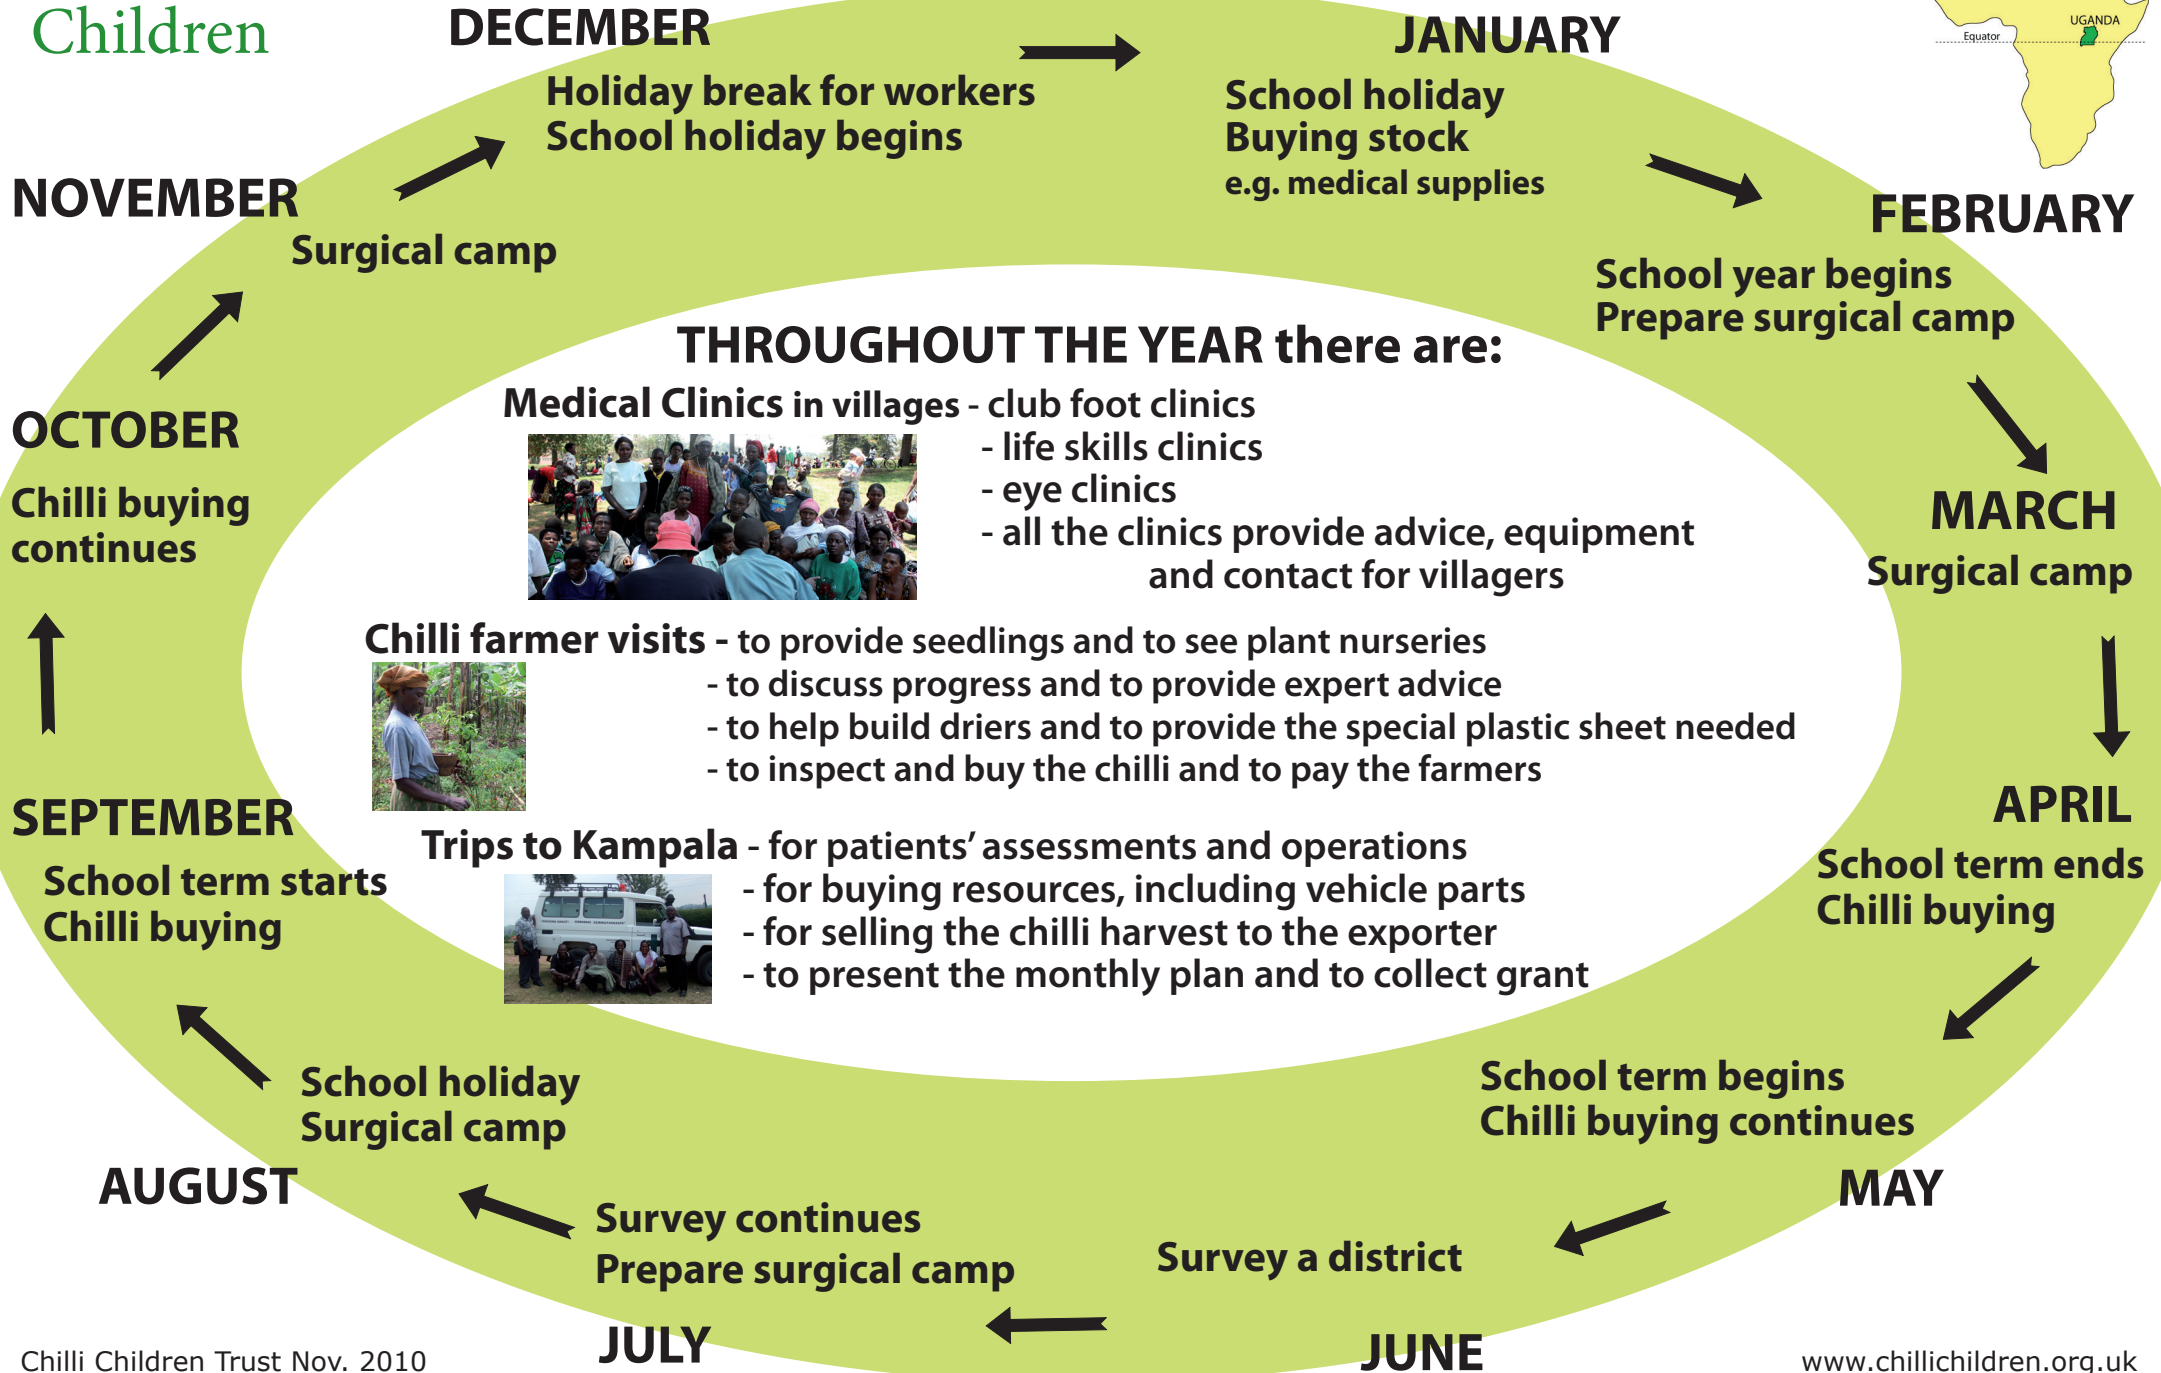 Children
UGANDA
Equator
DECEMBER
Holiday break for workers
School holiday begins
JANUARY
School holiday
Buying stock
e.g. medical supplies
FEBRUARY
School year begins
Prepare surgical camp
MARCH
Surgical camp
APRIL
School term ends
Chilli buying
School term begins
Chilli buying continues
MAY
Survey a district
JUNE
Survey continues
Prepare surgical camp
JULY
School holiday
Surgical camp
AUGUST
SEPTEMBER
School term starts
Chilli buying
OCTOBER
Chilli buying
continues
NOVEMBER
Surgical camp
THROUGHOUT THE YEAR there are:
Medical Clinics in villages - club foot clinics
- life skills clinics
- eye clinics
- all the clinics provide advice, equipment
and contact for villagers
Chilli farmer visits - to provide seedlings and to see plant nurseries
- to discuss progress and to provide expert advice
- to help build driers and to provide the special plastic sheet needed
- to inspect and buy the chilli and to pay the farmers
Trips to Kampala - for patients' assessments and operations
- for buying resources, including vehicle parts
- for selling the chilli harvest to the exporter
- to present the monthly plan and to collect grant
Chilli Children Trust Nov. 2010
www.chillichildren.org.uk